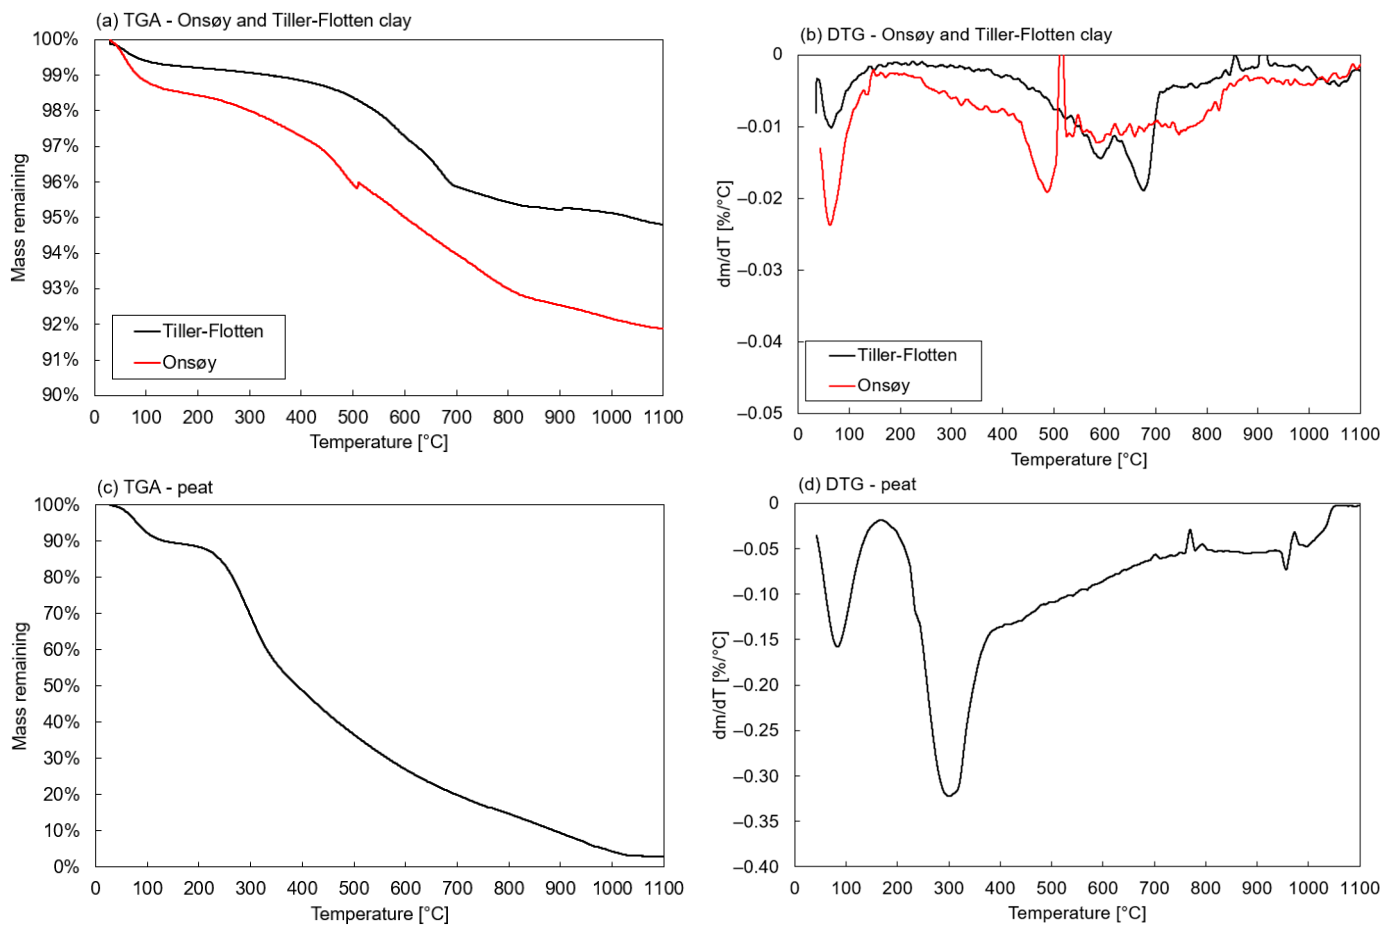 (a) TGA - Onsøy and Tiller-Flotten clay
100%
99%
98%
97%
96%
95%
94%
93%
92%
91%
90%
Mass remaining
Tiller-Flotten
Onsøy
0 100 200 300 400 500 600 700 800 900 1000 1100
Temperature [°C]
(b) DTG - Onsøy and Tiller-Flotten clay
0
–0.01
–0.02
–0.03
–0.04
–0.05
dm/dT [%/°C]
Tiller-Flotten
Onsøy
0 100 200 300 400 500 600 700 800 900 1000 1100
Temperature [°C]
(c) TGA - peat
100%
90%
80%
70%
60%
50%
40%
30%
20%
10%
0%
Mass remaining
0 100 200 300 400 500 600 700 800 900 1000 1100
Temperature [°C]
(d) DTG - peat
0
–0.05
–0.10
–0.15
–0.20
–0.25
–0.30
–0.35
–0.40
dm/dT [%/°C]
0 100 200 300 400 500 600 700 800 900 1000 1100
Temperature [°C]